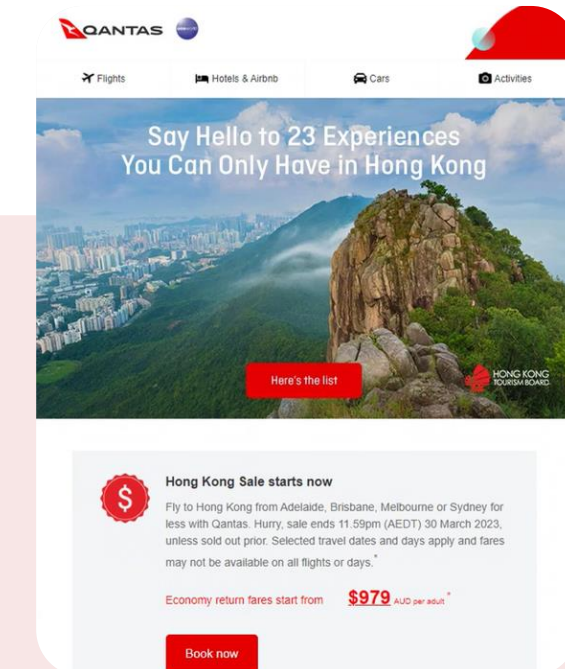 QANTAS
Flights
Hotels & Airbnb
Cars
Activities
Say Hello to 23 Experiences
You Can Only Have in Hong Kong
Here's the list
HONG KONG
TOURISM BOARD
$
Hong Kong Sale starts now
Fly to Hong Kong from Adelaide, Brisbane, Melbourne or Sydney for
less with Qantas. Hurry, sale ends 11.59pm (AEDT) 30 March 2023,
unless sold out prior. Selected travel dates and days apply and fares
may not be available on all flights or days.*
Economy return fares start from $979 AUD per adult*
Book now